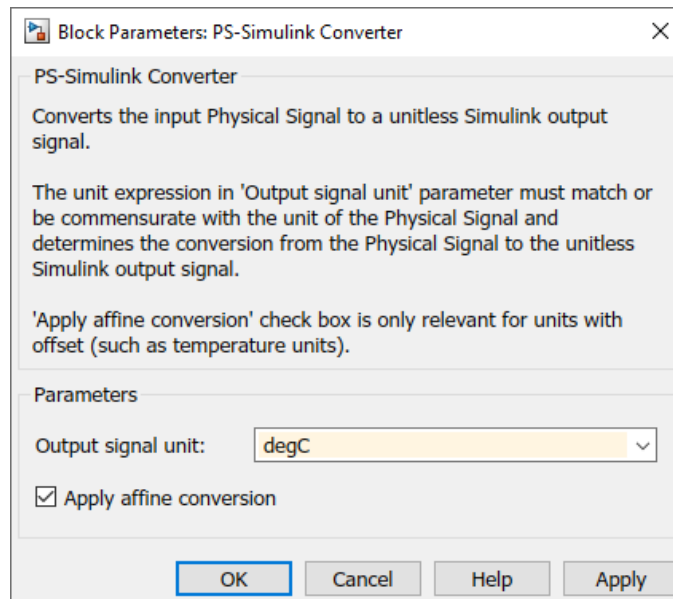 Block Parameters: PS-Simulink Converter
PS-Simulink Converter
Converts the input Physical Signal to a unitless Simulink output
signal.
The unit expression in 'Output signal unit' parameter must match or
be commensurate with the unit of the Physical Signal and
determines the conversion from the Physical Signal to the unitless
Simulink output signal.
'Apply affine conversion' check box is only relevant for units with
offset (such as temperature units).
Parameters
Output signal unit: degC
Apply affine conversion
OK Cancel Help Apply